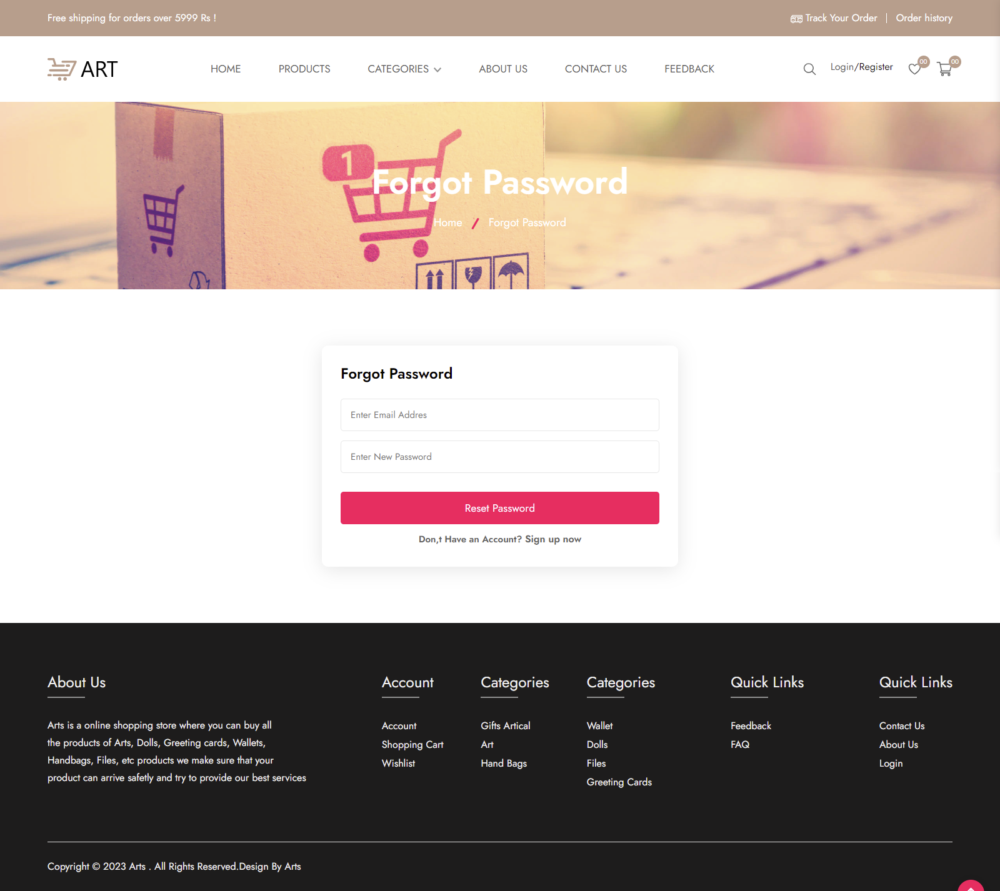 Free shipping for orders over 5999 Rs !
Track Your Order | Order history
ART
HOME PRODUCTS CATEGORIES ABOUT US CONTACT US FEEDBACK
Login/Register 00 00
1
Forgot Password
Home / Forgot Password
Forgot Password
Enter Email Addres
Enter New Password
Reset Password
Don,t Have an Account? Sign up now
About Us
Arts is a online shopping store where you can buy all
the products of Arts, Dolls, Greeting cards, Wallets,
Handbags, Files, etc products we make sure that your
product can arrive safetly and try to provide our best services
Account
Account
Shopping Cart
Wishlist
Categories
Gifts Artical
Art
Hand Bags
Categories
Wallet
Dolls
Files
Greeting Cards
Quick Links
Feedback
FAQ
Quick Links
Contact Us
About Us
Login
Copyright © 2023 Arts . All Rights Reserved.Design By Arts